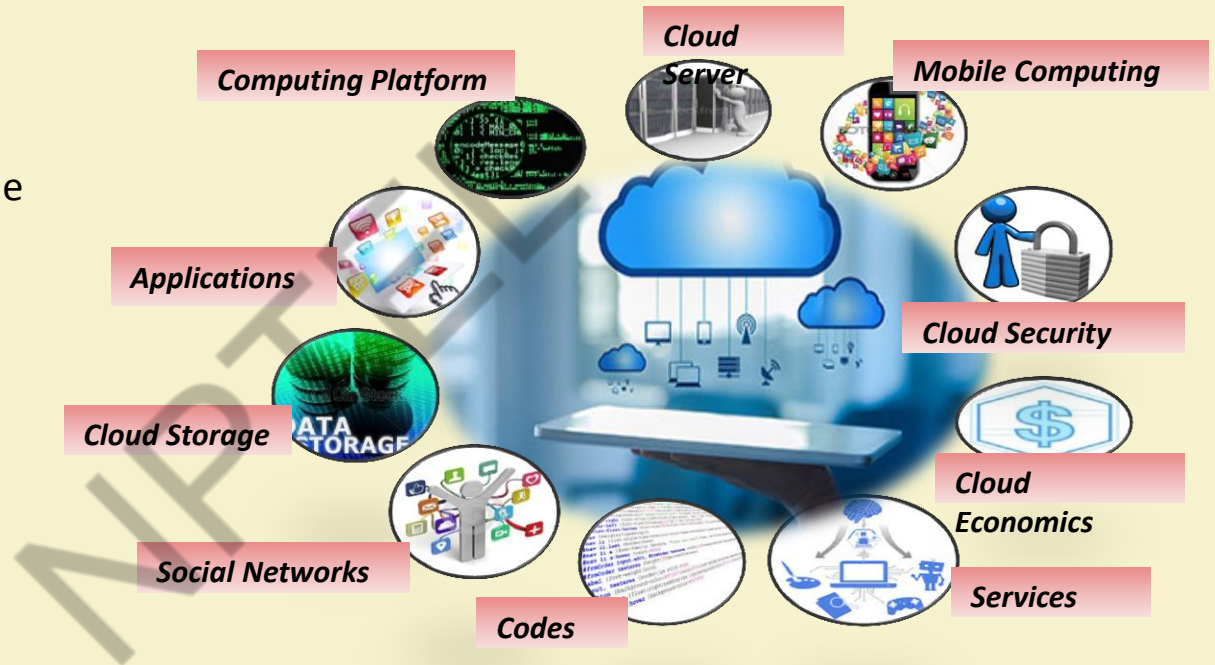 Cloud
Server
Computing Platform
Mobile Computing
e
Applications
Cloud Security
Cloud Storage
DATA
STORAGE
Cloud
Economics
Social Networks
Services
Codes
NPTEL